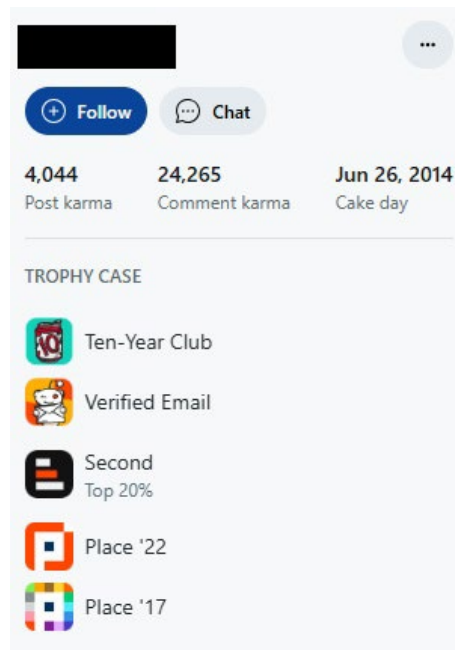 Follow
Chat
4,044 24,265 Jun 26, 2014
Post karma Comment karma Cake day
TROPHY CASE
Ten-Year Club
Verified Email
Second
Top 20%
Place '22
Place '17